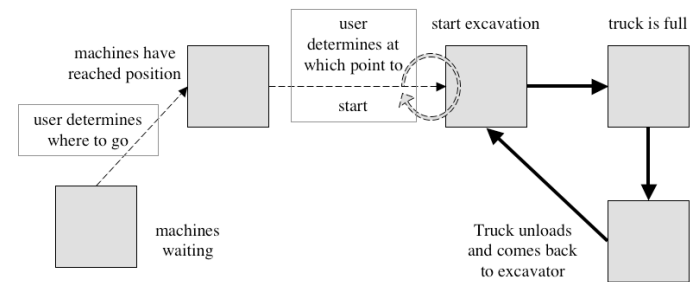 machines have
reached position
user determines
where to go
machines
waiting
user
determines at
which point to
start
start excavation
truck is full
Truck unloads
and comes back
to excavator